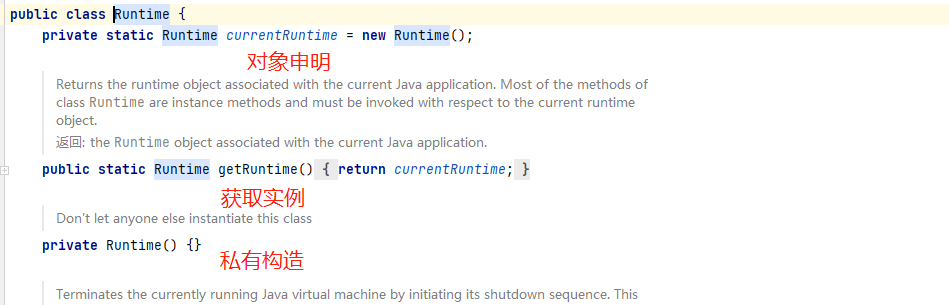 public class Runtime {
private static Runtime currentRuntime = new Runtime();
对象申明
Returns the runtime object associated with the current Java application. Most of the methods of
class Runtime are instance methods and must be invoked with respect to the current runtime
object.
返回: the Runtime object associated with the current Java application.
public static Runtime getRuntime() { return currentRuntime; }
获取实例
Don't let anyone else instantiate this class
private Runtime() {}
私有构造
Terminates the currently running Java virtual machine by initiating its shutdown sequence. This